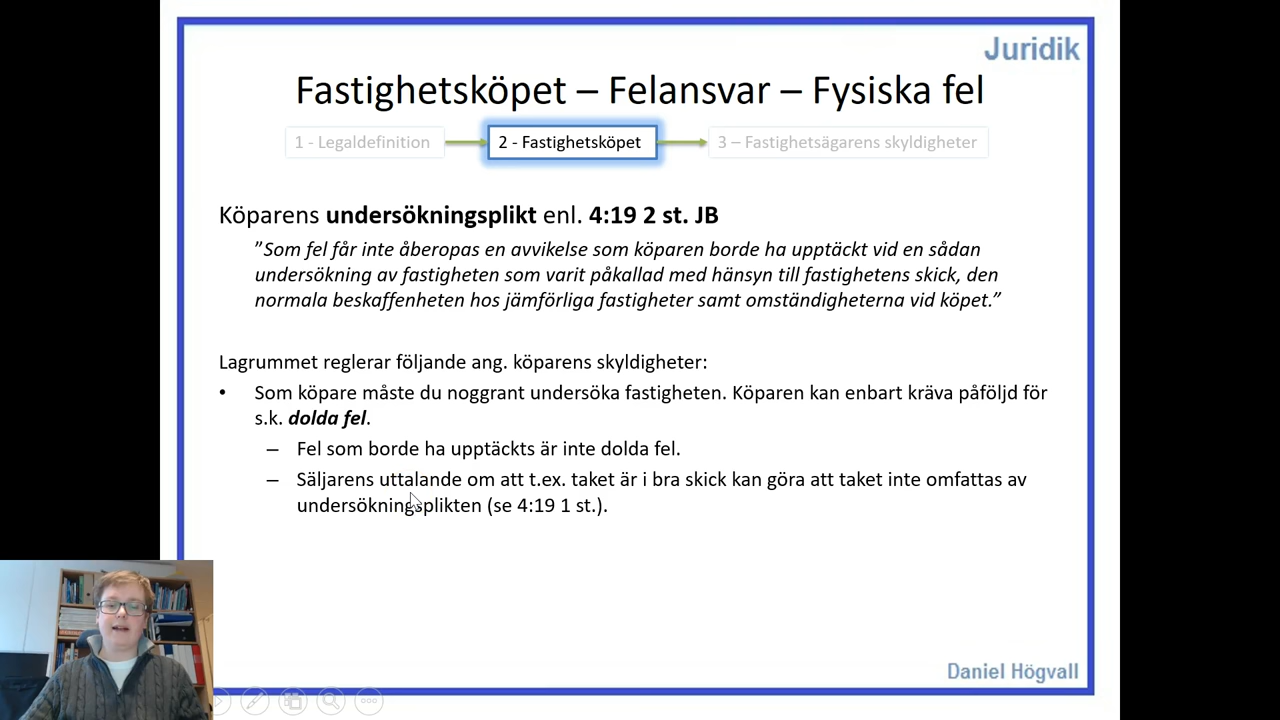 Juridik
Fastighetsköpet – Felansvar – Fysiska fel
1 - Legaldefinition
2 - Fastighetsköpet
3 – Fastighetsägarens skyldigheter
Köparens undersökningsplikt enl. 4:19 2 st. JB
”Som fel får inte åberopas en avvikelse som köparen borde ha upptäckt vid en sådan
undersökning av fastigheten som varit påkallad med hänsyn till fastighetens skick, den
normala beskaffenheten hos jämförliga fastigheter samt omständigheterna vid köpet.”
Lagrummet reglerar följande ang. köparens skyldigheter:
• Som köpare måste du noggrant undersöka fastigheten. Köparen kan enbart kräva påföljd för
s.k. dolda fel.
– Fel som borde ha upptäckts är inte dolda fel.
– Säljarens uttalande om att t.ex. taket är i bra skick kan göra att taket inte omfattas av
undersökningsplikten (se 4:19 1 st.).
Daniel Högvall